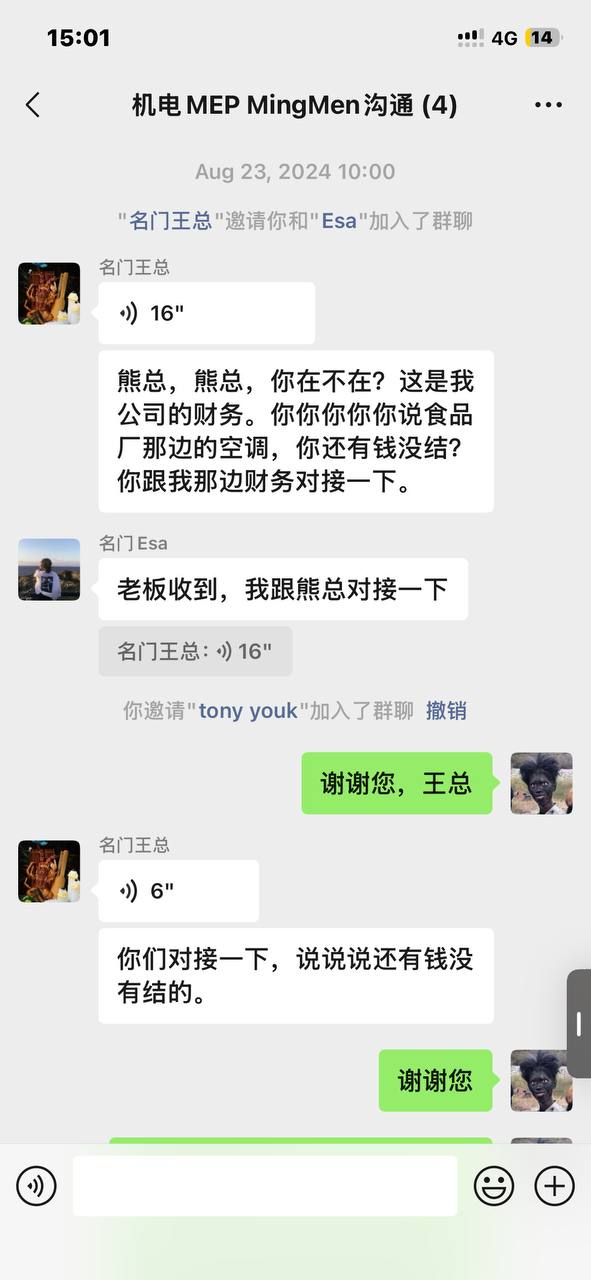 15:01
4G 14
机电MEP MingMen沟通 (4)
Aug 23, 2024 10:00
"名门王总"邀请你和"Esa"加入了群聊
名门王总
16"
熊总，熊总，你在不在？这是我
公司的财务。你你你你你说食品
厂那边的空调，你还有钱没结？
你跟我那边财务对接一下。
名门Esa
老板收到，我跟熊总对接一下
名门王总：16"
你邀请"tony youk"加入了群聊 撤销
谢谢您，王总
名门王总
6"
你们对接一下，说说说还有钱没
有结的。
谢谢您